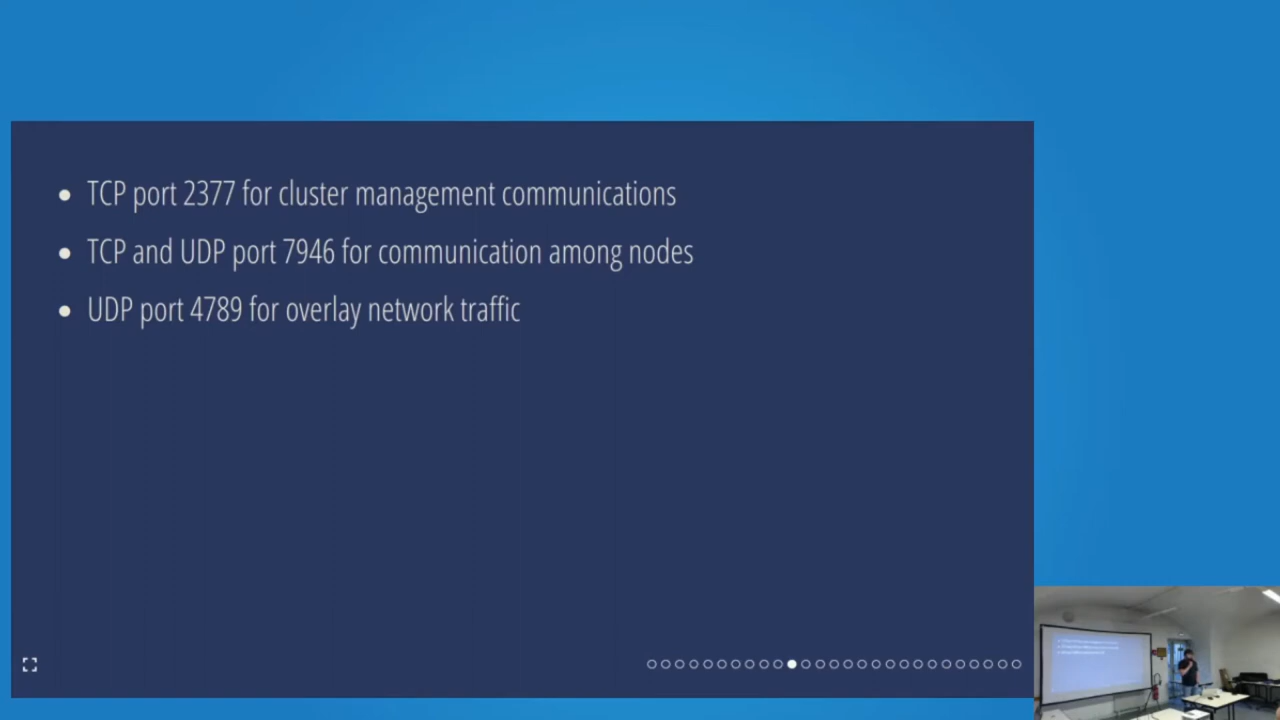 TCP port 2377 for cluster management communications
TCP and UDP port 7946 for communication among nodes
UDP port 4789 for overlay network traffic